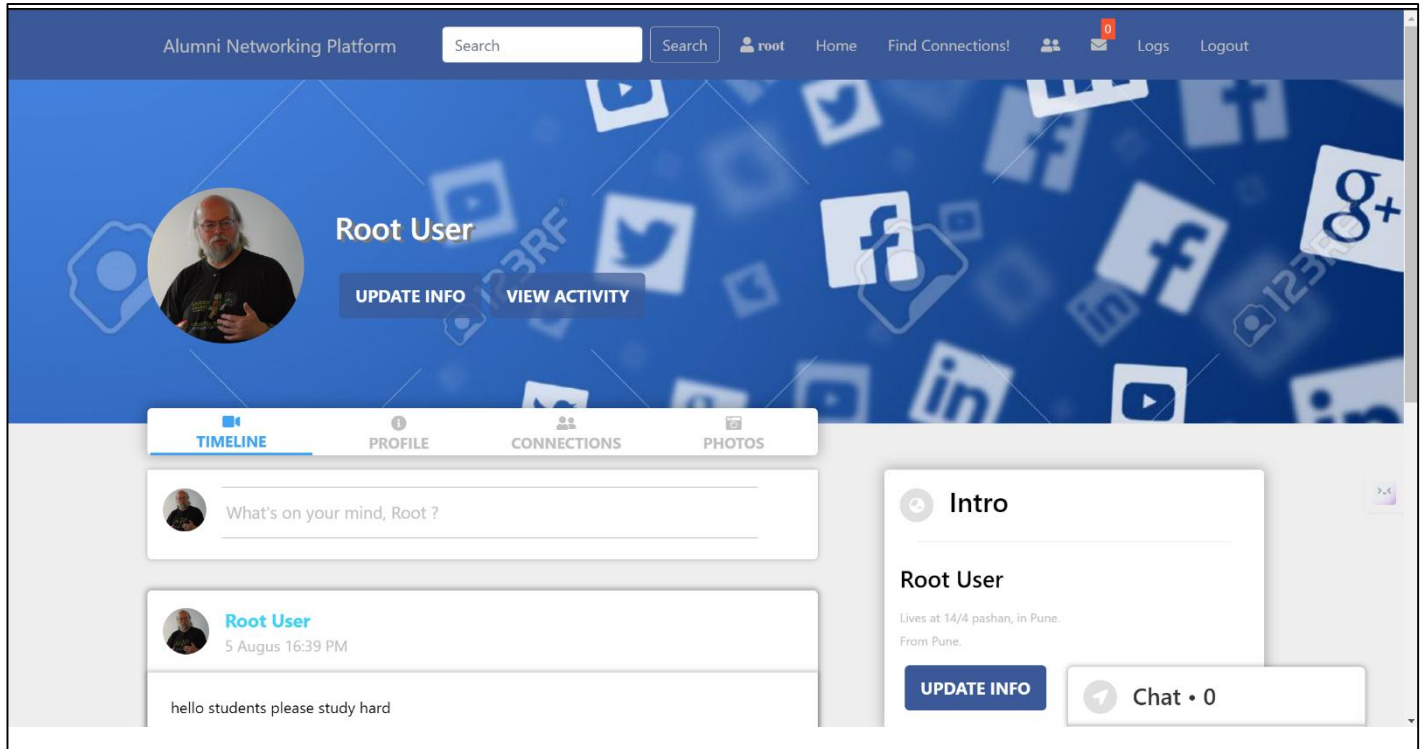 Alumni Networking Platform
Search
Search
root
Home
Find Connections!
0
Logs
Logout
Root User
UPDATE INFO
VIEW ACTIVITY
123RF®
@123RF
g+
TIMELINE
PROFILE
CONNECTIONS
PHOTOS
What's on your mind, Root ?
Intro
Root User
Lives at 14/4 pashan, in Pune.
From Pune.
UPDATE INFO
Root User
5 Augus 16:39 PM
hello students please study hard
Chat • 0